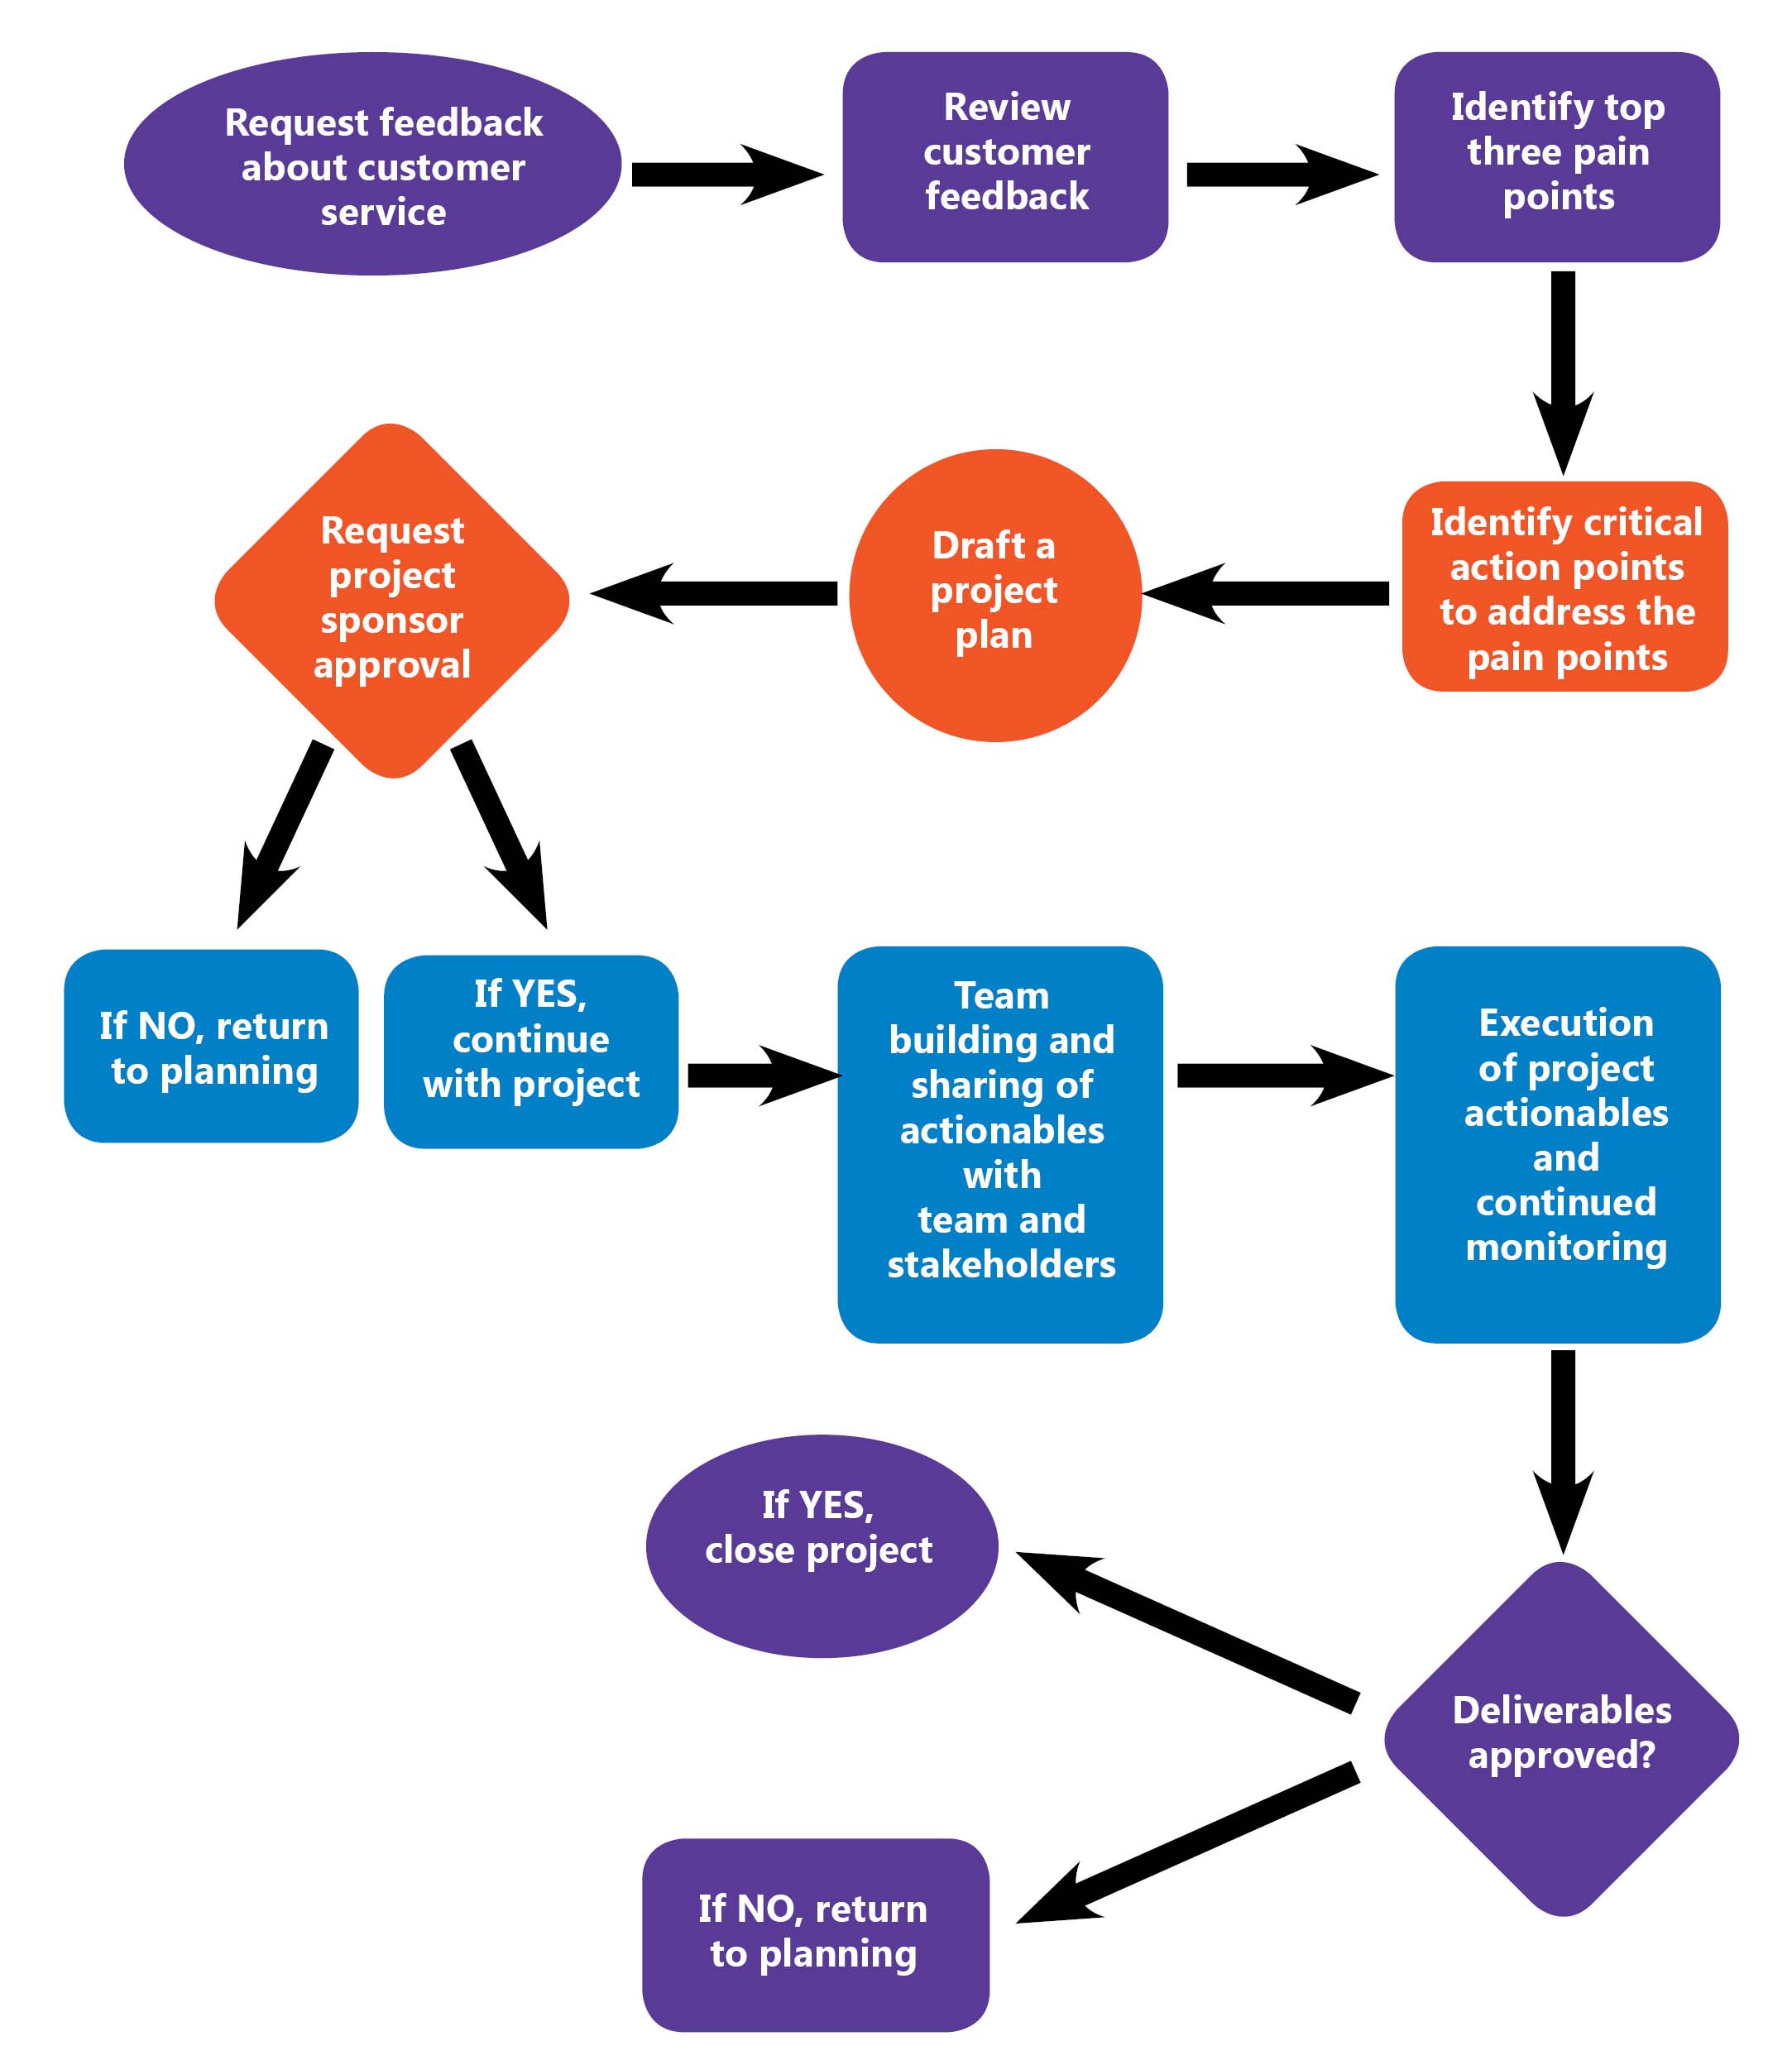 Request feedback
about customer
service
Review
customer
feedback
Identify top
three pain
points
Identify critical
action points
to address the
pain points
Draft a
project
plan
Request
project
sponsor
approval
If NO, return
to planning
If YES,
continue
with project
Team
building and
sharing of
actionables
with
team and
stakeholders
Execution
of project
actionables
and
continued
monitoring
Deliverables
approved?
If YES,
close project
If NO, return
to planning